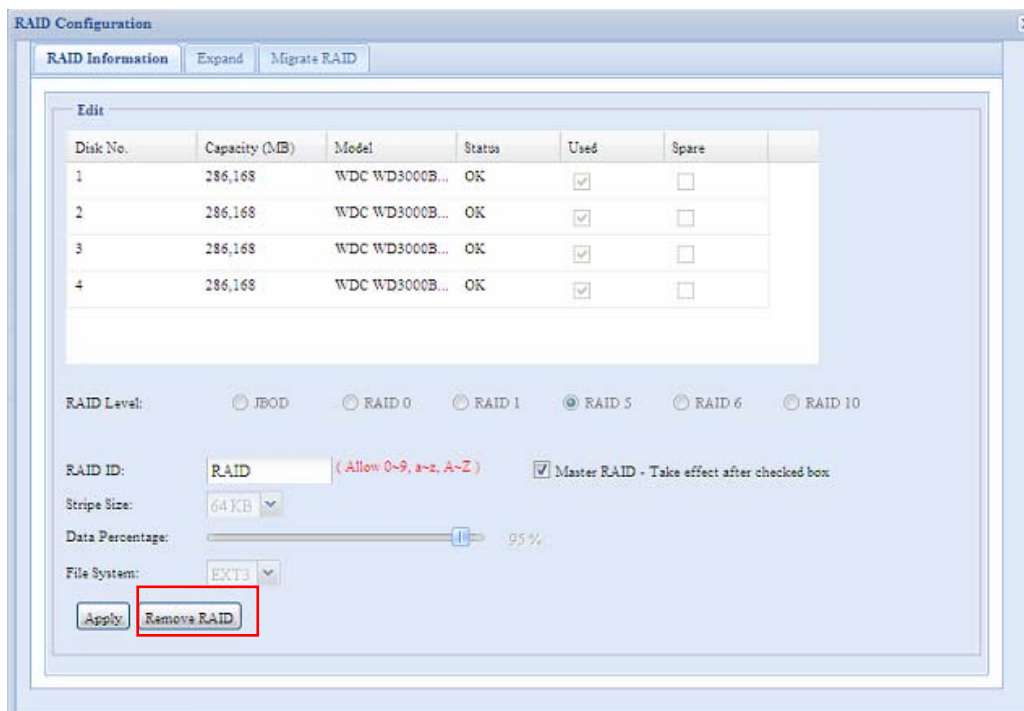 RAID Configuration
RAID Information Expand Migrate RAID
Edit
Disk No. Capacity (MB) Model Status Used Spare
1 286,168 WDC WD3000B... OK
2 286,168 WDC WD3000B... OK
3 286,168 WDC WD3000B... OK
4 286,168 WDC WD3000B... OK
RAID Level: JBOD RAID 0 RAID 1 RAID 5 RAID 6 RAID 10
RAID ID: RAID ( Allow 0~9, a~z, A~Z ) Master RAID - Take effect after checked box
Stripe Size: 64 KB
Data Percentage: 95 %
File System: EXT3
Apply Remove RAID